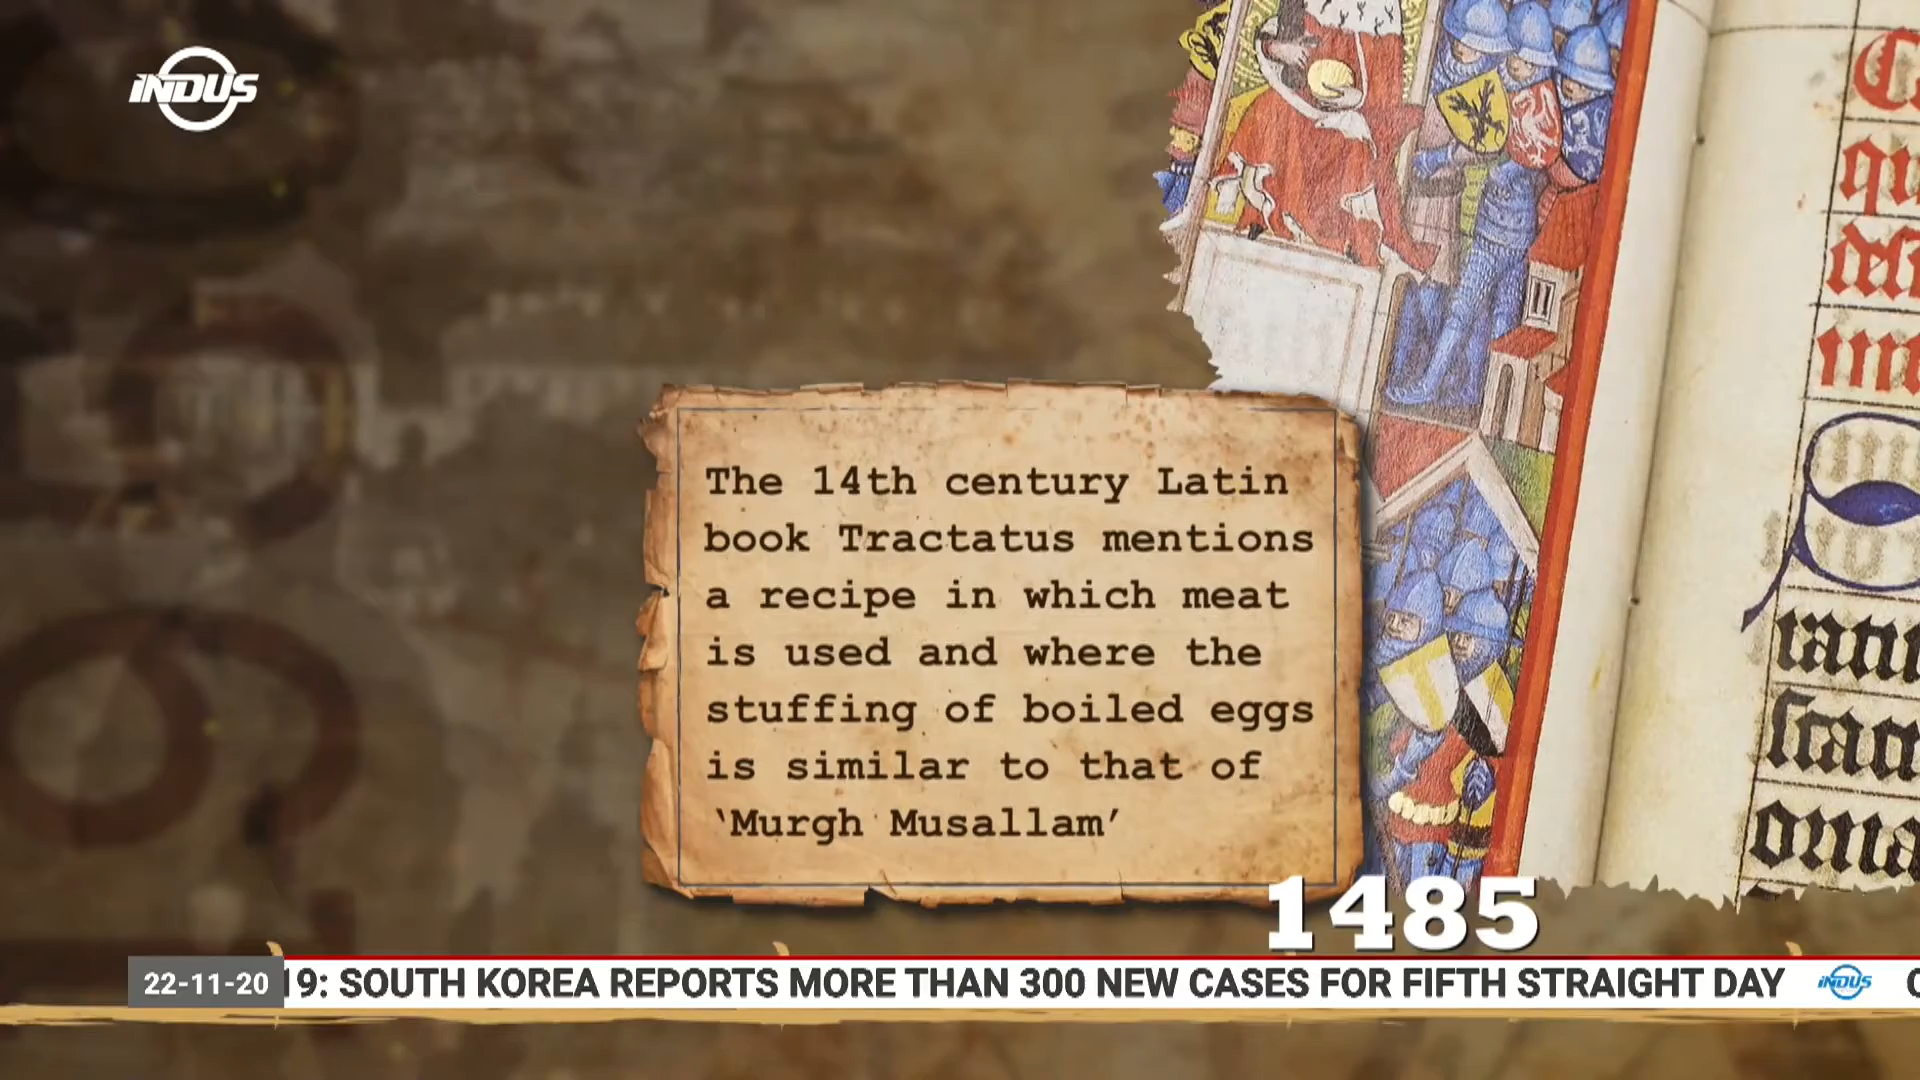 iNDUS
The 14th century Latin
book Tractatus mentions
a recipe in which meat
is used and where the
stuffing of boiled eggs
is similar to that of
‘Murgh Musallam’
1485
22-11-20
19: SOUTH KOREA REPORTS MORE THAN 300 NEW CASES FOR FIFTH STRAIGHT DAY
iNDUS